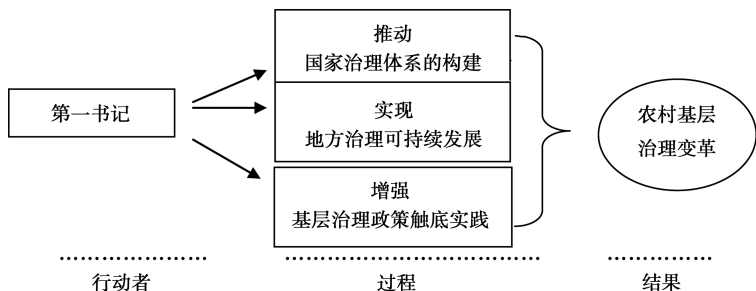 第一书记
推动
国家治理体系的构建
实现
地方治理可持续发展
增强
基层治理政策触底实践
农村基层
治理变革
行动者
过程
结果